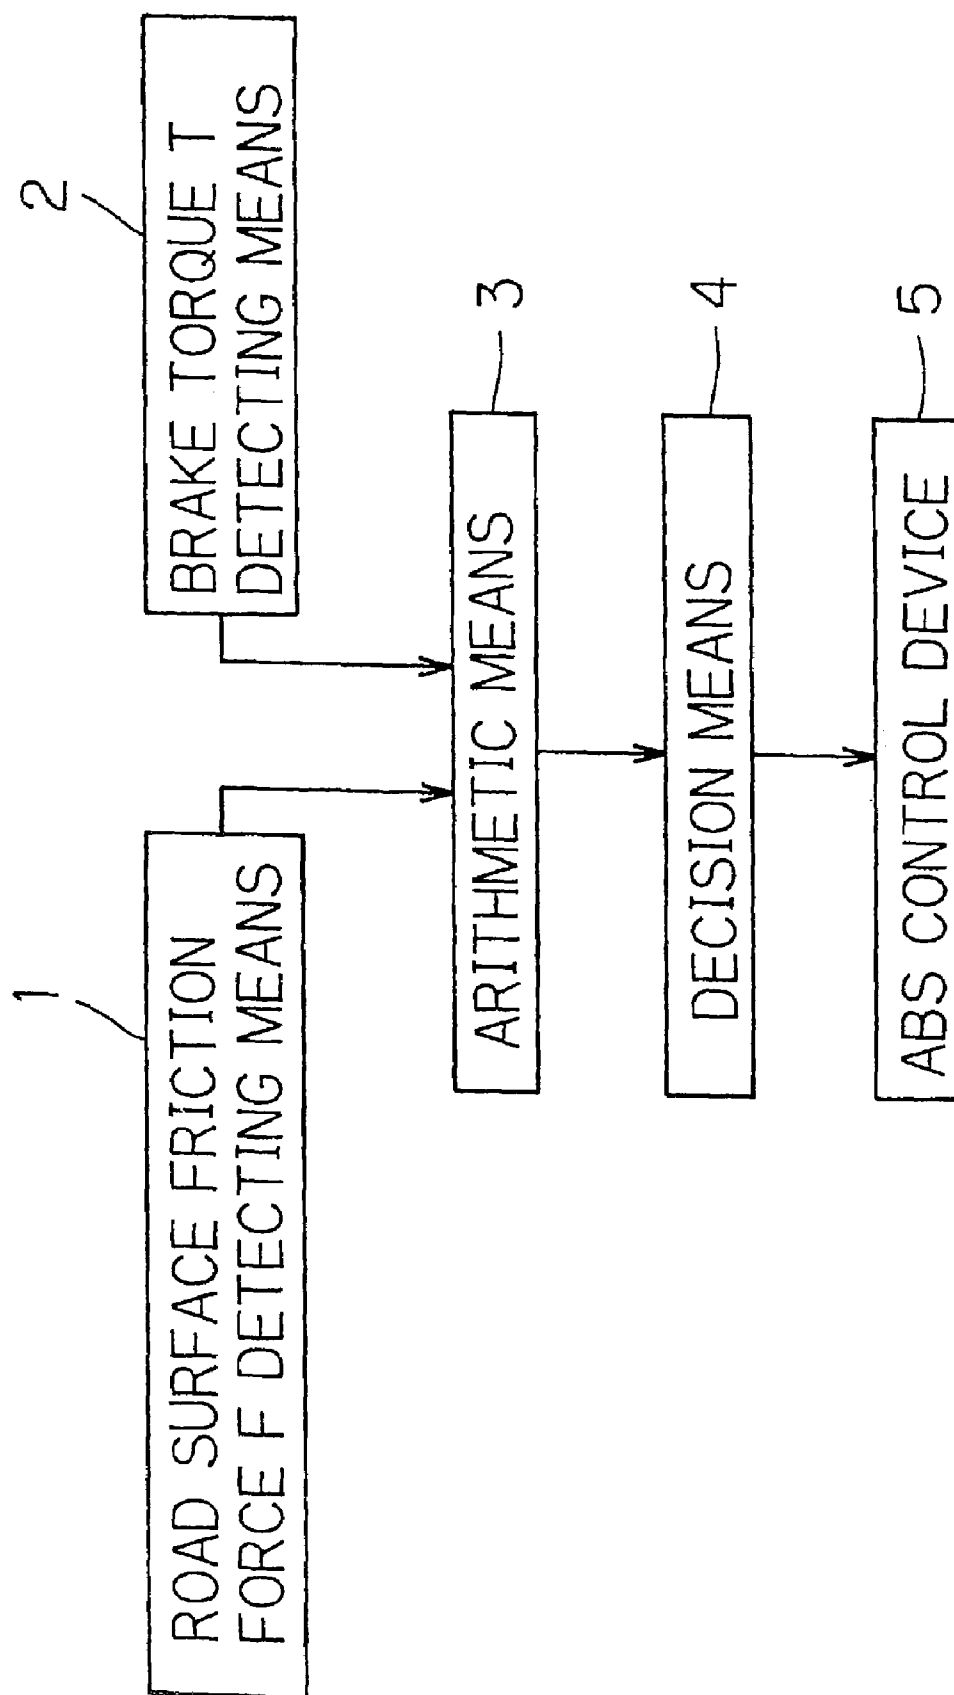 1
ROAD SURFACE FRICTION
FORCE F DETECTING MEANS
2
BRAKE TORQUE T
DETECTING MEANS
3
ARITHMETIC MEANS
4
DECISION MEANS
5
ABS CONTROL DEVICE